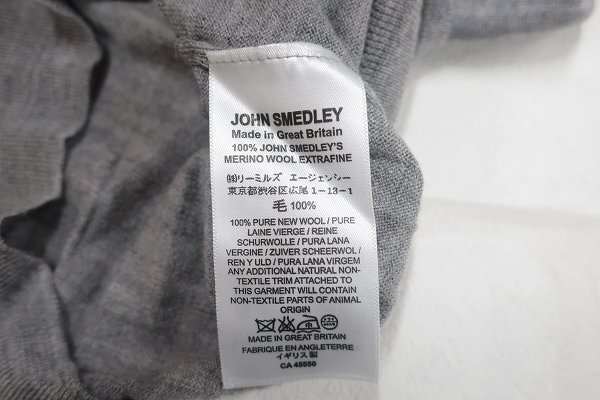 JOHN SMEDLEY
Made in Great Britain
100% JOHN SMEDLEY'S
MERINO WOOL EXTRAFINE
㈱リーミルズ エージェンシー
東京都渋谷区広尾 1-13-1
毛 100%
100% PURE NEW WOOL / PURE
LAINE VIERGE / REINE
SCHURWOLLE / PURA LANA
VERGINE / ZUIVER SCHEERWOL /
REN Y ULD / PURA LANA VIRGEM
ANY ADDITIONAL NATURAL NON-
TEXTILE TRIM ATTACHED TO
THIS GARMENT WILL CONTAIN
NON-TEXTILE PARTS OF ANIMAL
ORIGIN
MADE IN GREAT BRITAIN
FABRIQUE EN ANGLETERRE
イギリス製
CA 45550